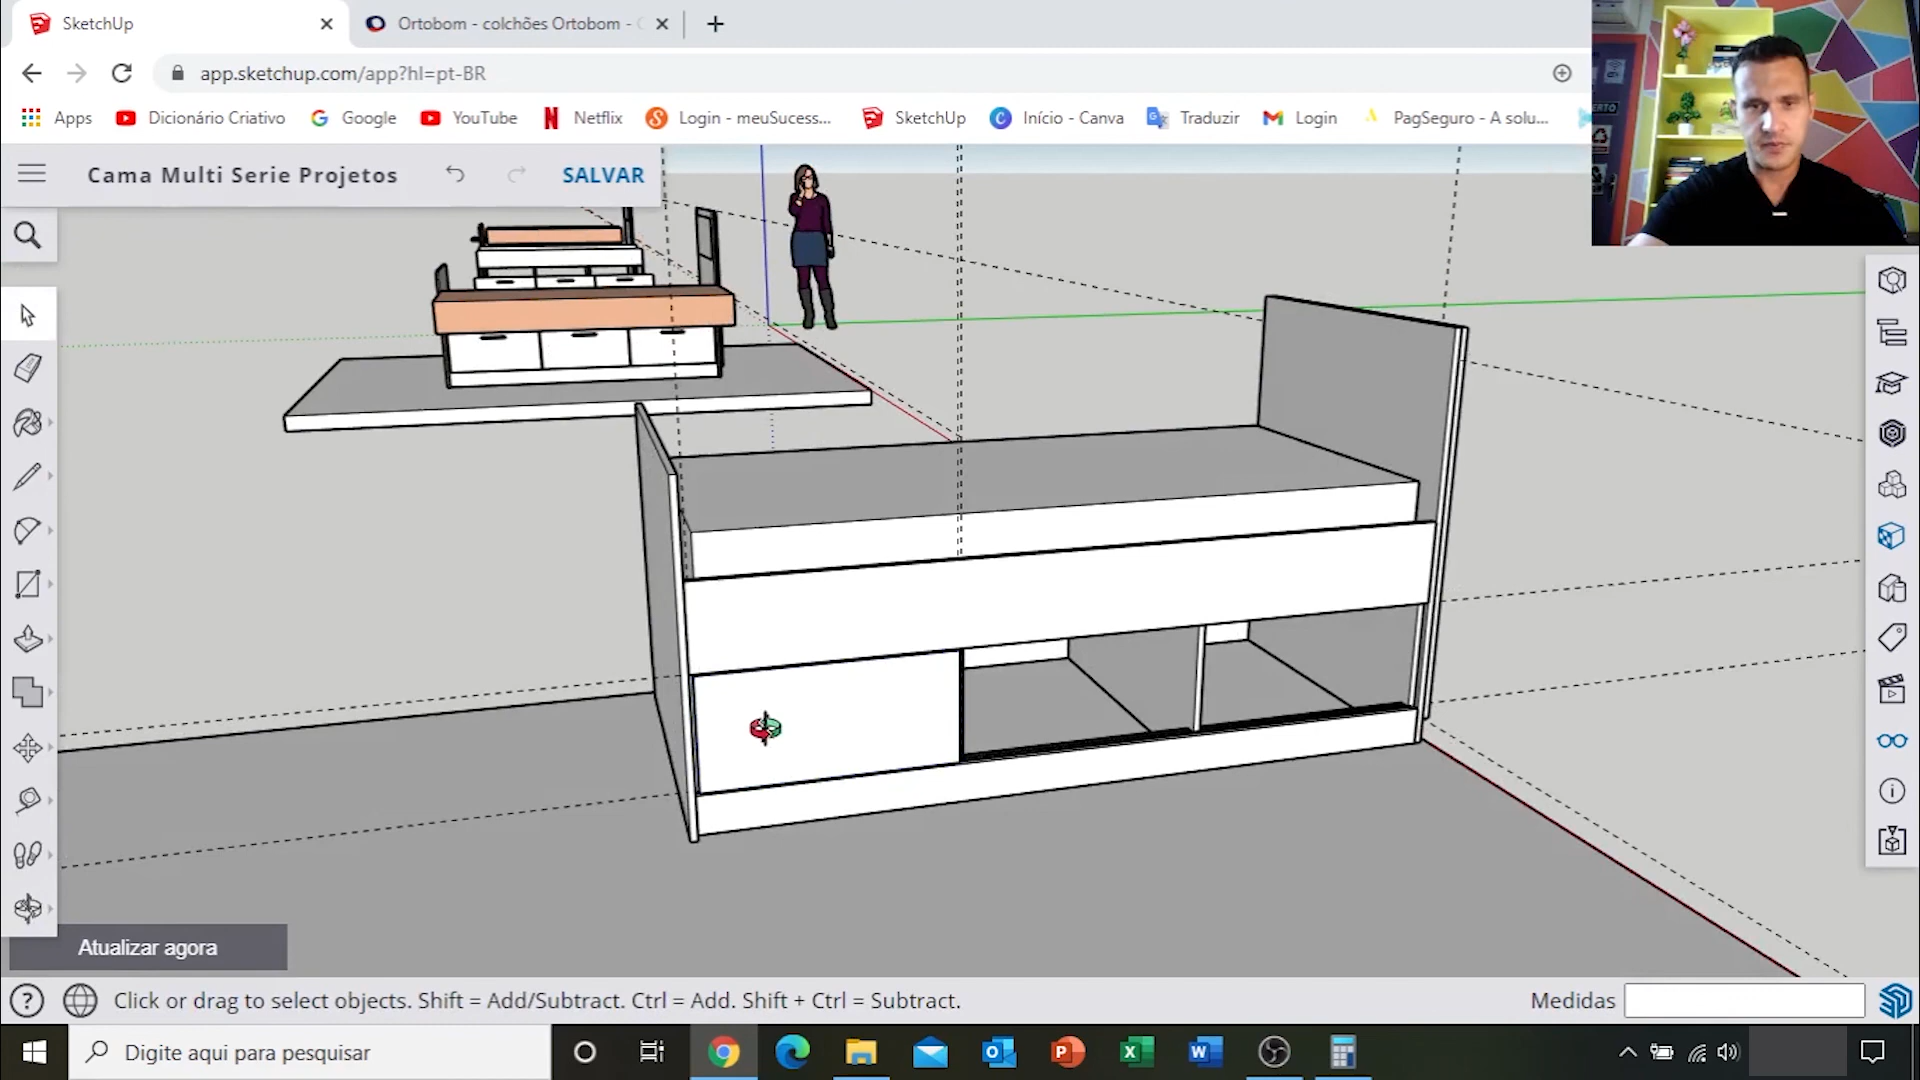 SketchUp
Ortobom - colchões Ortobom -
app.sketchup.com/app?hl=pt-BR
Apps Dicionário Criativo Google YouTube Netflix Login - meuSucess... SketchUp Início - Canva Traduzir Login PagSeguro - A solu...
Cama Multi Serie Projetos SALVAR
Atualizar agora
Click or drag to select objects. Shift = Add/Subtract. Ctrl = Add. Shift + Ctrl = Subtract.
Medidas
Digite aqui para pesquisar